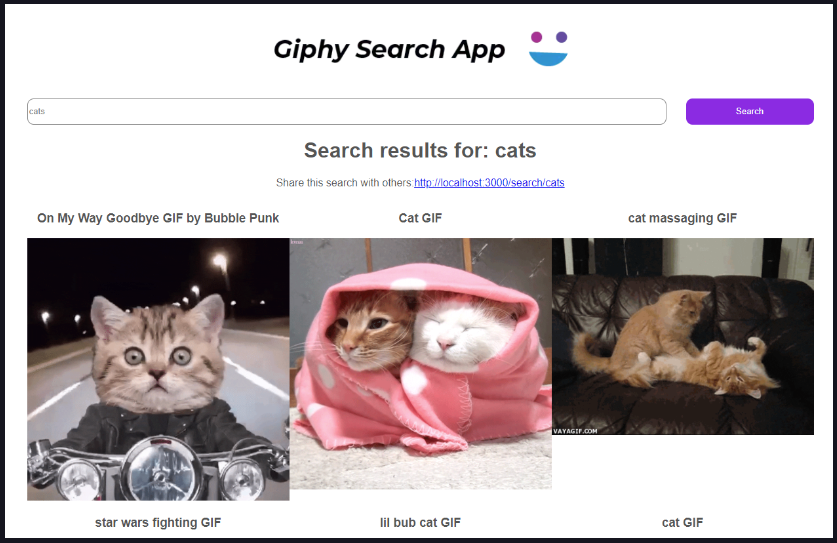 Giphy Search App
cats
Search
Search results for: cats
Share this search with others:http://localhost:3000/search/cats
On My Way Goodbye GIF by Bubble Punk
Cat GIF
cat massaging GIF
VAYAGIF.COM
star wars fighting GIF
lil bub cat GIF
cat GIF